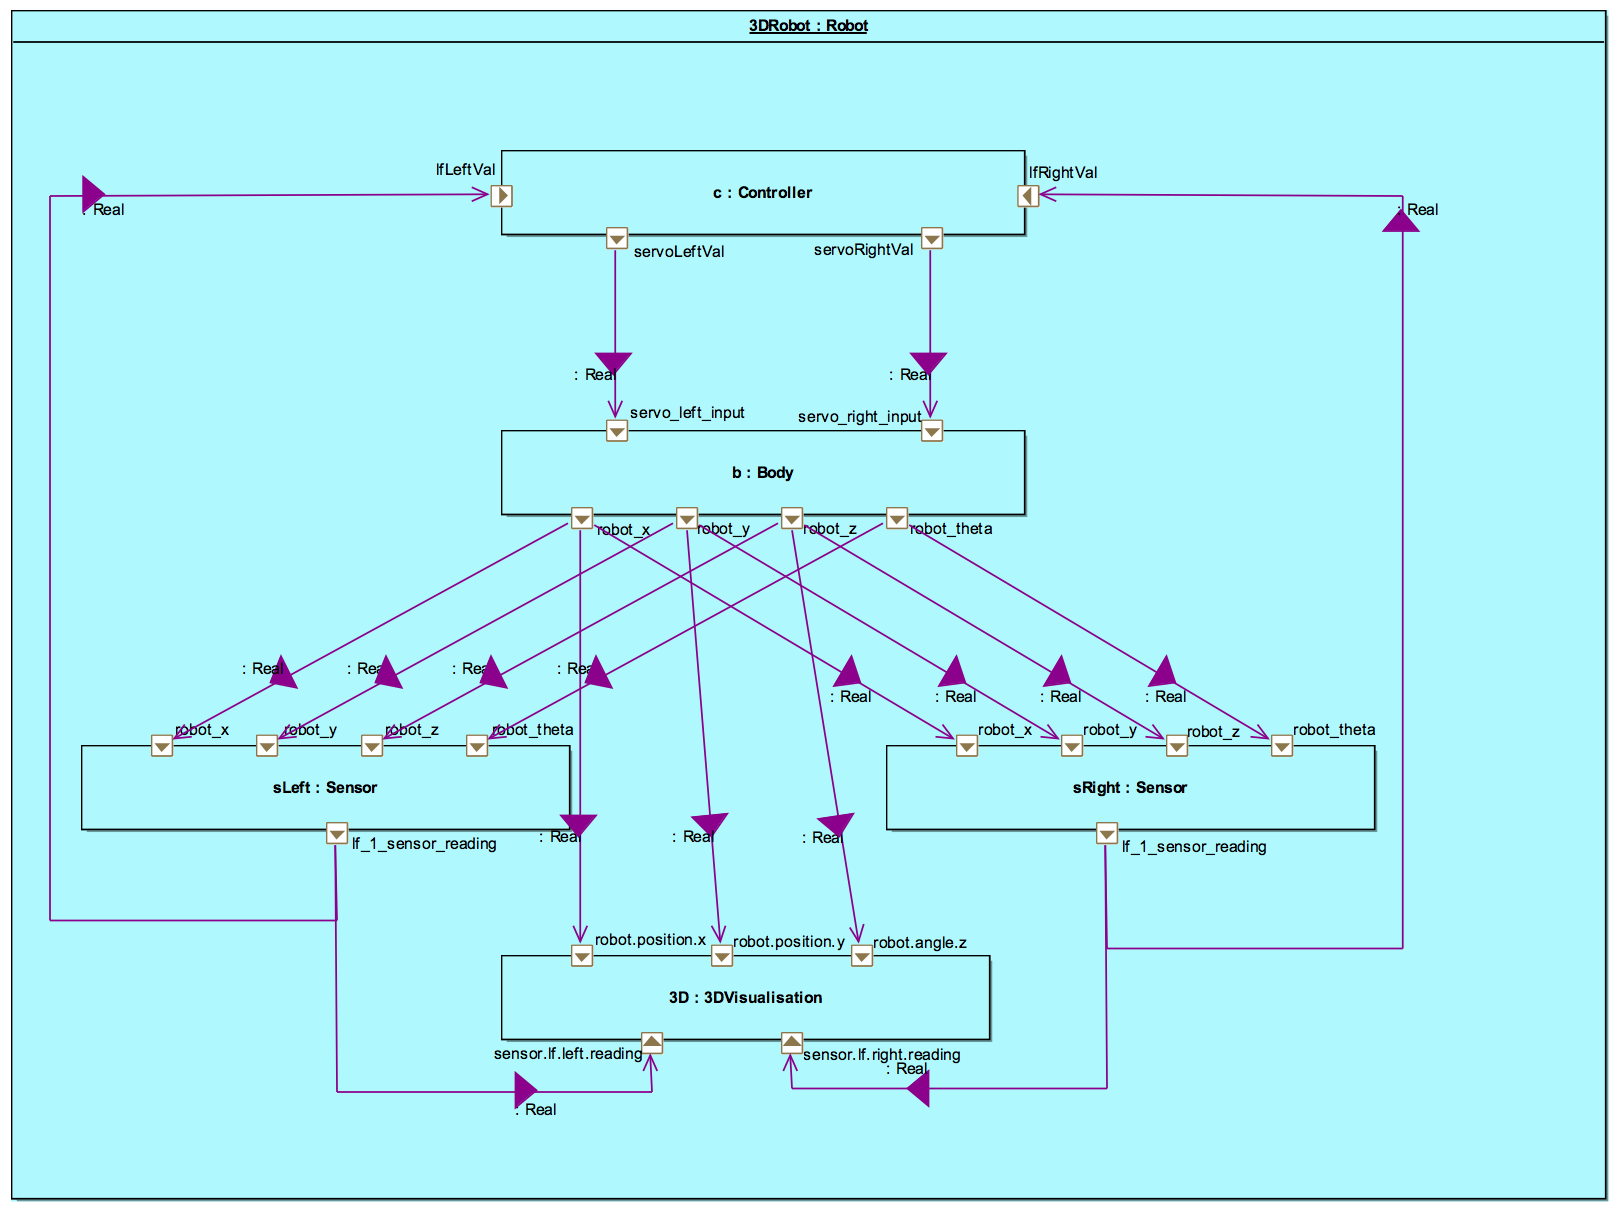 3DRobot : Robot
lfLeftVal
lfRightVal
c : Controller
: Real
: Real
servoLeftVal
servoRightVal
: Real
: Real
servo_left_input
servo_right_input
b : Body
robot_x
robot_y
robot_z
robot_theta
: Real
: Real
: Real
: Real
: Real
: Real
: Real
: Real
robot_x
robot_y
robot_z
robot_theta
robot_x
robot_y
robot_z
robot_theta
sLeft : Sensor
sRight : Sensor
: Real
: Real
: Real
lf_1_sensor_reading
lf_1_sensor_reading
robot.position.x
robot.position.y
robot.angle.z
3D : 3DVisualisation
sensor.lf.left.reading
sensor.lf.right.reading
: Real
: Real